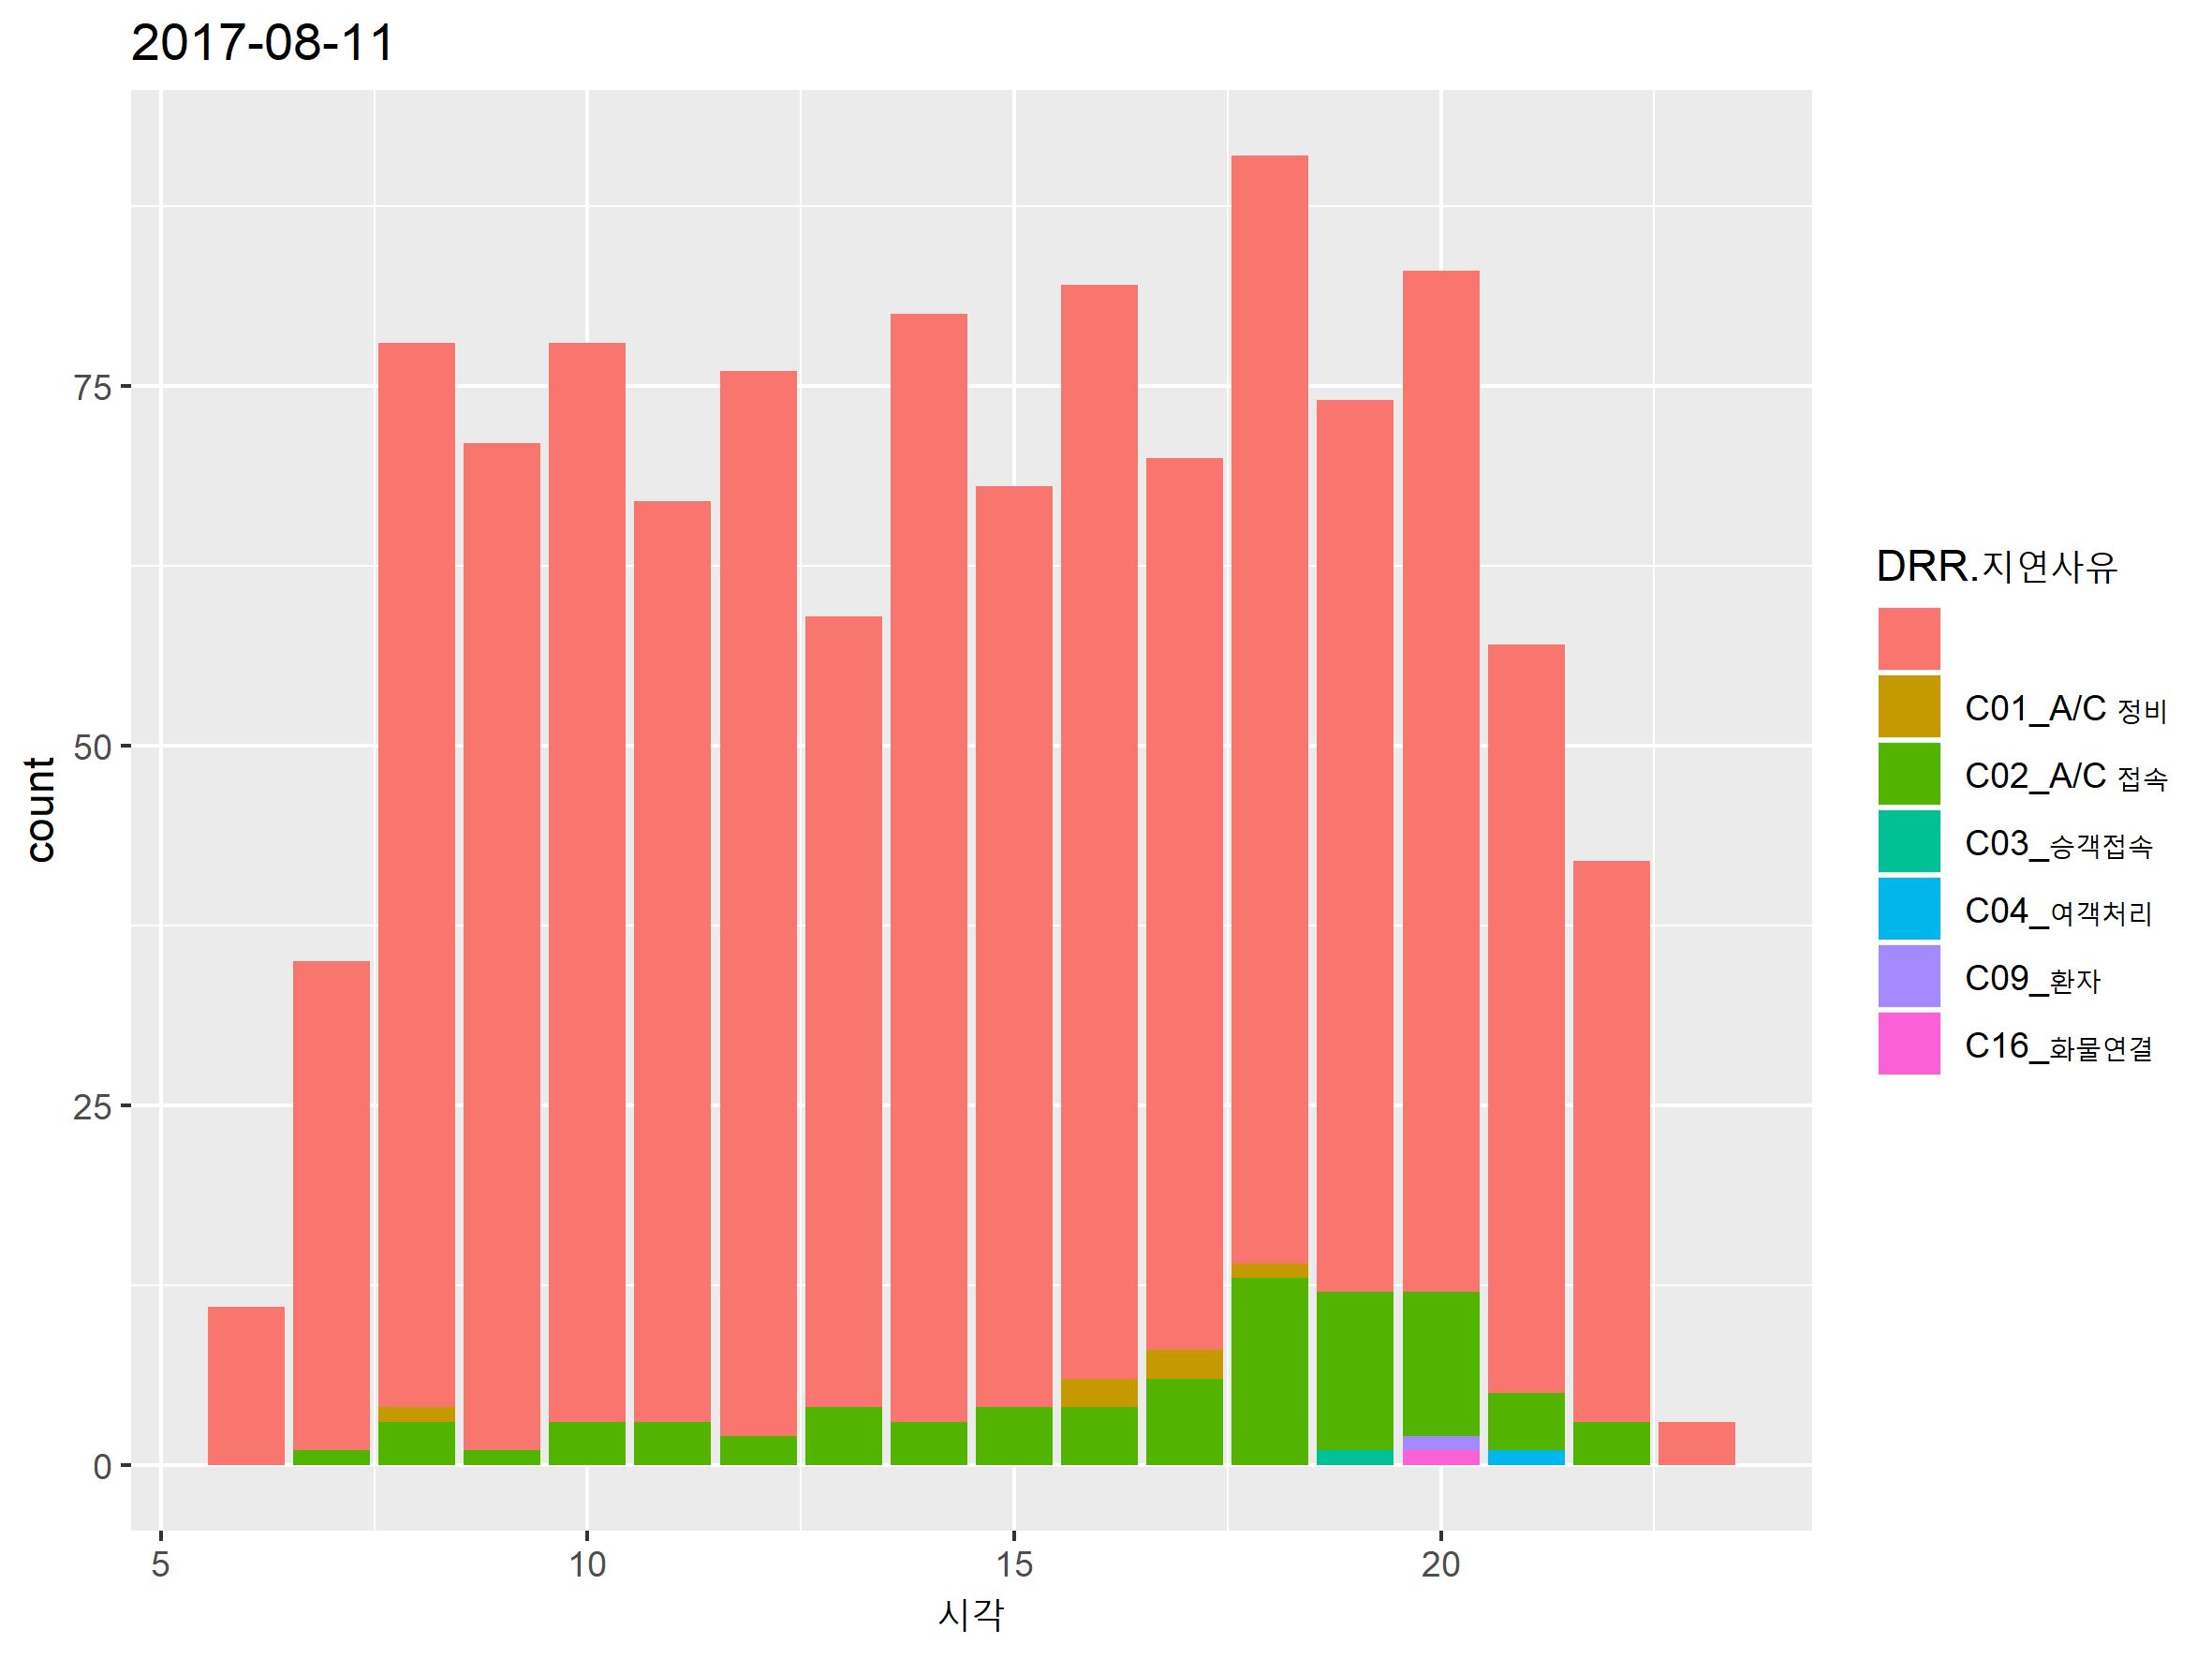 2017-08-11
count
75
50
25
0
5 10 15 20
시각
DRR.지연사유
C01_A/C 정비
C02_A/C 접속
C03_승객접속
C04_여객처리
C09_환자
C16_화물연결